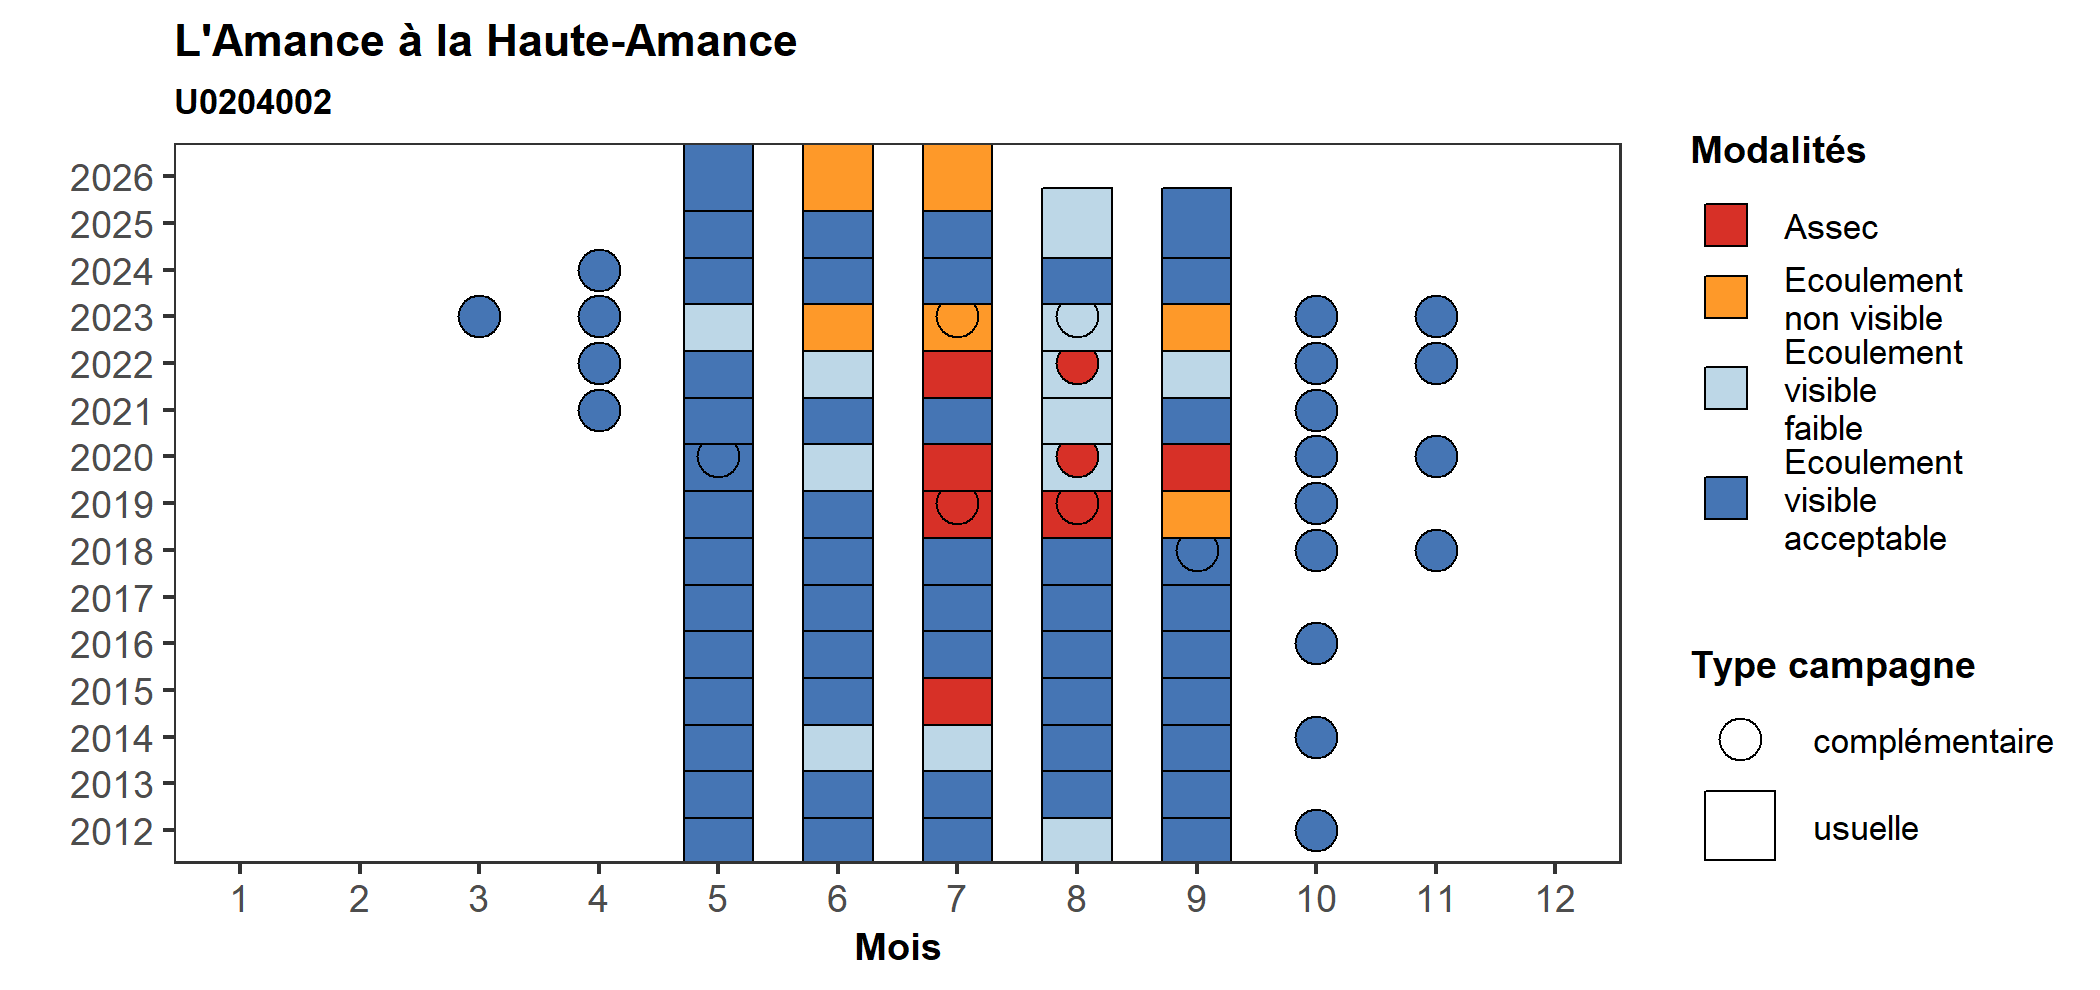 L'Amance à la Haute-Amance
U0204002
2026
2025
2024
2023
2022
2021
2020
2019
2018
2017
2016
2015
2014
2013
2012
1 2 3 4 5 6 7 8 9 10 11 12
Mois
Modalités
Assec
Ecoulement
non visible
Ecoulement
visible
faible
Ecoulement
visible
acceptable
Type campagne
complémentaire
usuelle